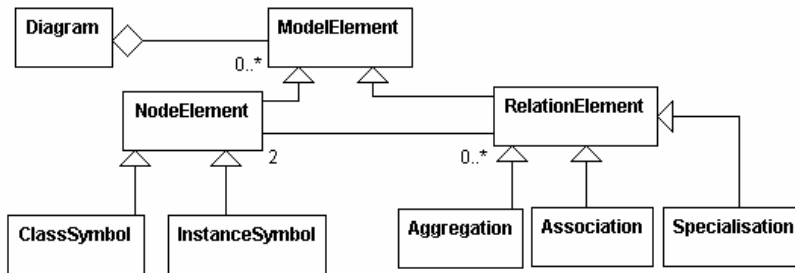 Diagram
ModelElement
0..*
NodeElement
RelationElement
2
0..*
ClassSymbol
InstanceSymbol
Aggregation
Association
Specialisation